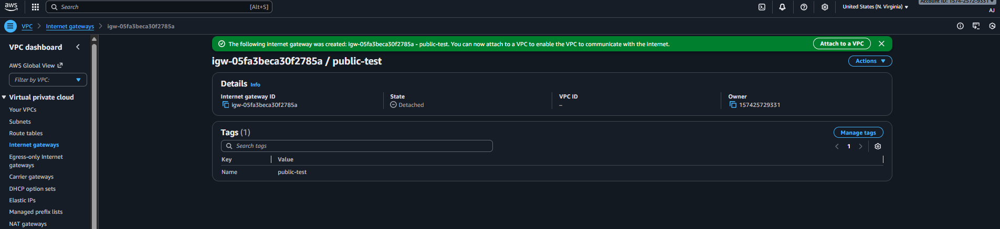 aws
Search [Alt+S]
United States (N. Virginia)
Account ID: 1574-2572-9331
AJ
VPC > Internet gateways > igw-05fa3beca30f2785a
VPC dashboard
AWS Global View
Filter by VPC:
Virtual private cloud
Your VPCs
Subnets
Route tables
Internet gateways
Egress-only Internet
gateways
Carrier gateways
DHCP option sets
Elastic IPs
Managed prefix lists
NAT gateways
The following internet gateway was created: igw-05fa3beca30f2785a - public-test. You can now attach to a VPC to enable the VPC to communicate with the internet.
Attach to a VPC
igw-05fa3beca30f2785a / public-test
Actions
Details Info
Internet gateway ID
igw-05fa3beca30f2785a
State
Detached
VPC ID
–
Owner
157425729331
Tags (1)
Manage tags
Search tags
1
Key Value
Name public-test